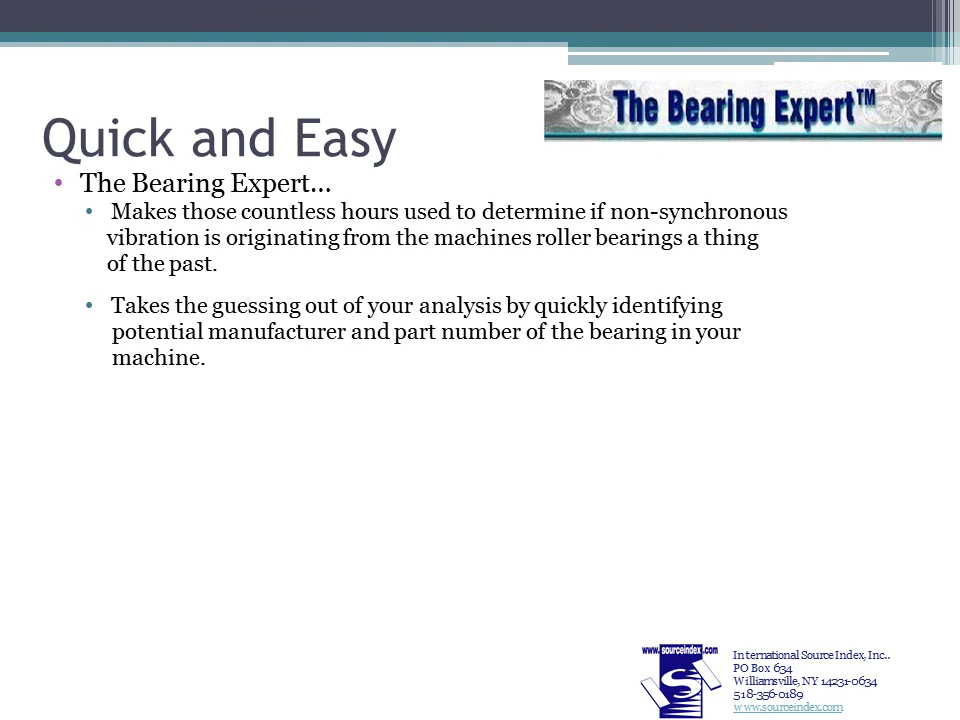 The Bearing Expert™
Quick and Easy
• The Bearing Expert...
• Makes those countless hours used to determine if non-synchronous
vibration is originating from the machines roller bearings a thing
of the past.
• Takes the guessing out of your analysis by quickly identifying
potential manufacturer and part number of the bearing in your
machine.
www.sourceindex.com
S
International Source Index, Inc..
PO Box 634
Williamsville, NY 14231-0634
518-356-0189
www.sourceindex.com